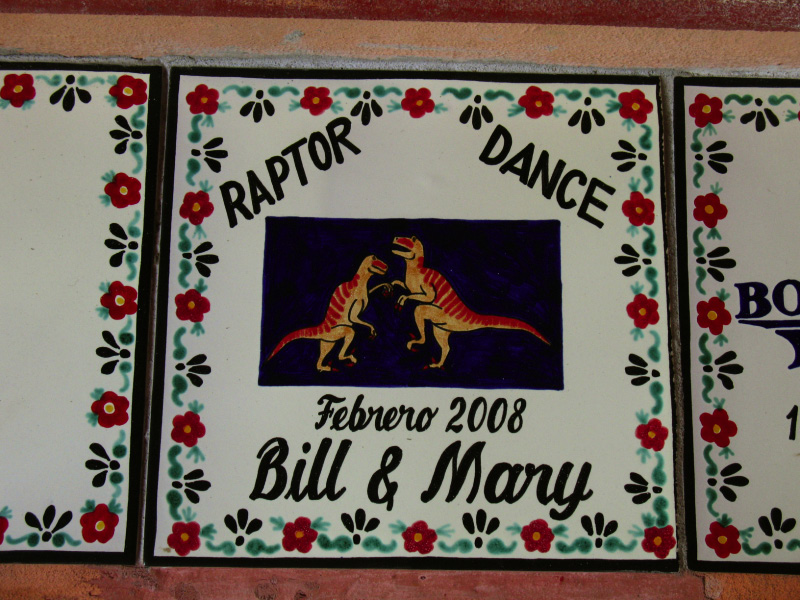 RAPTOR DANCE
Febrero 2008
Bill & Mary